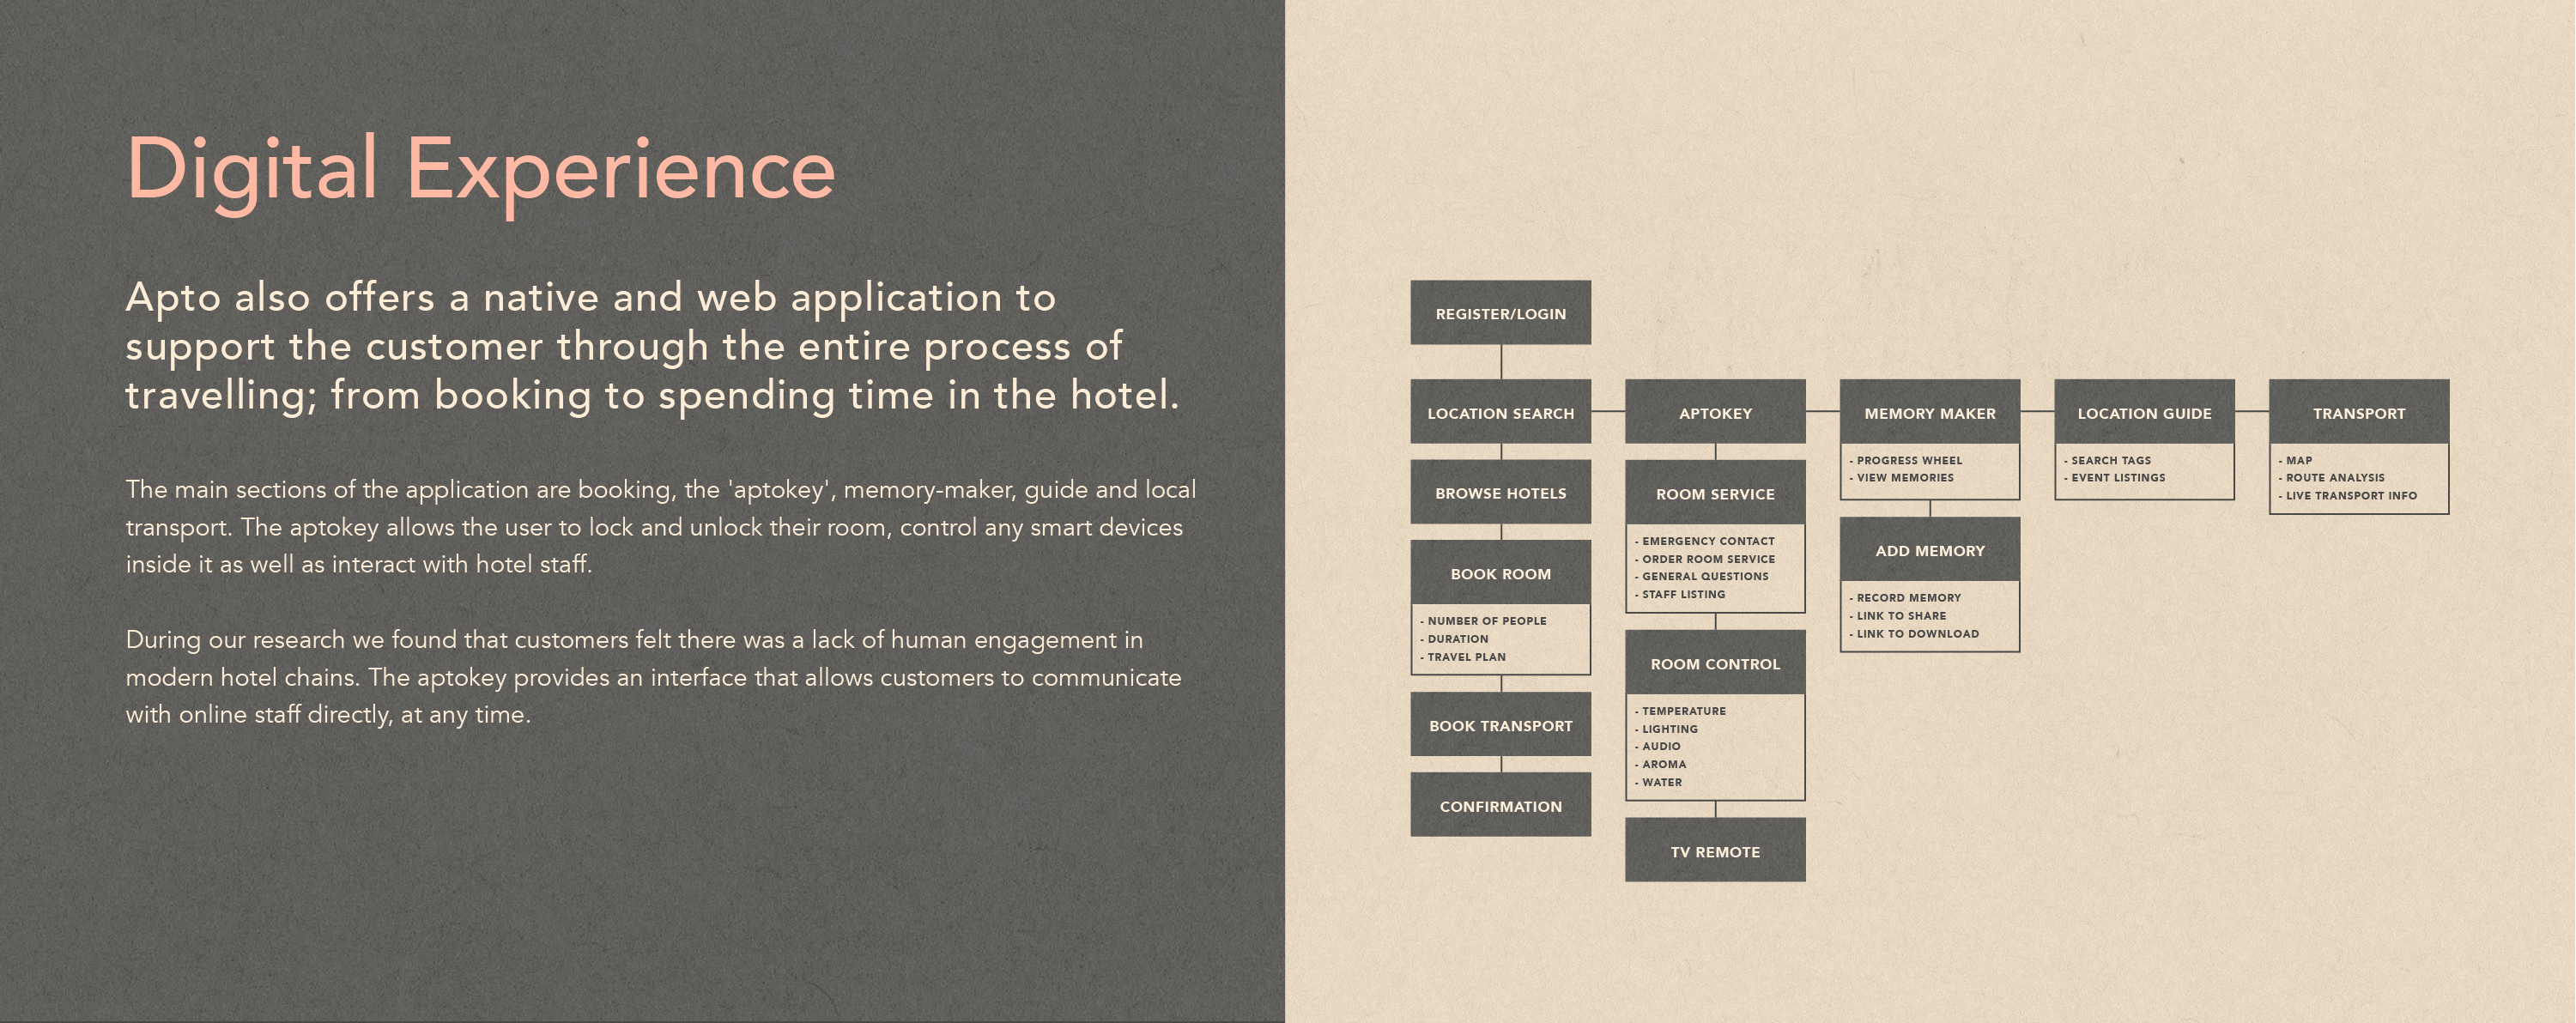 Digital Experience
Apto also offers a native and web application to
support the customer through the entire process of
travelling; from booking to spending time in the hotel.
The main sections of the application are booking, the 'aptokey', memory-maker, guide and local
transport. The aptokey allows the user to lock and unlock their room, control any smart devices
inside it as well as interact with hotel staff.
During our research we found that customers felt there was a lack of human engagement in
modern hotel chains. The aptokey provides an interface that allows customers to communicate
with online staff directly, at any time.
REGISTER/LOGIN
LOCATION SEARCH
BROWSE HOTELS
BOOK ROOM
- NUMBER OF PEOPLE
- DURATION
- TRAVEL PLAN
BOOK TRANSPORT
CONFIRMATION
APTOKEY
ROOM SERVICE
- EMERGENCY CONTACT
- ORDER ROOM SERVICE
- GENERAL QUESTIONS
- STAFF LISTING
ROOM CONTROL
- TEMPERATURE
- LIGHTING
- AUDIO
- AROMA
- WATER
TV REMOTE
MEMORY MAKER
- PROGRESS WHEEL
- VIEW MEMORIES
ADD MEMORY
- RECORD MEMORY
- LINK TO SHARE
- LINK TO DOWNLOAD
LOCATION GUIDE
- SEARCH TAGS
- EVENT LISTINGS
TRANSPORT
- MAP
- ROUTE ANALYSIS
- LIVE TRANSPORT INFO